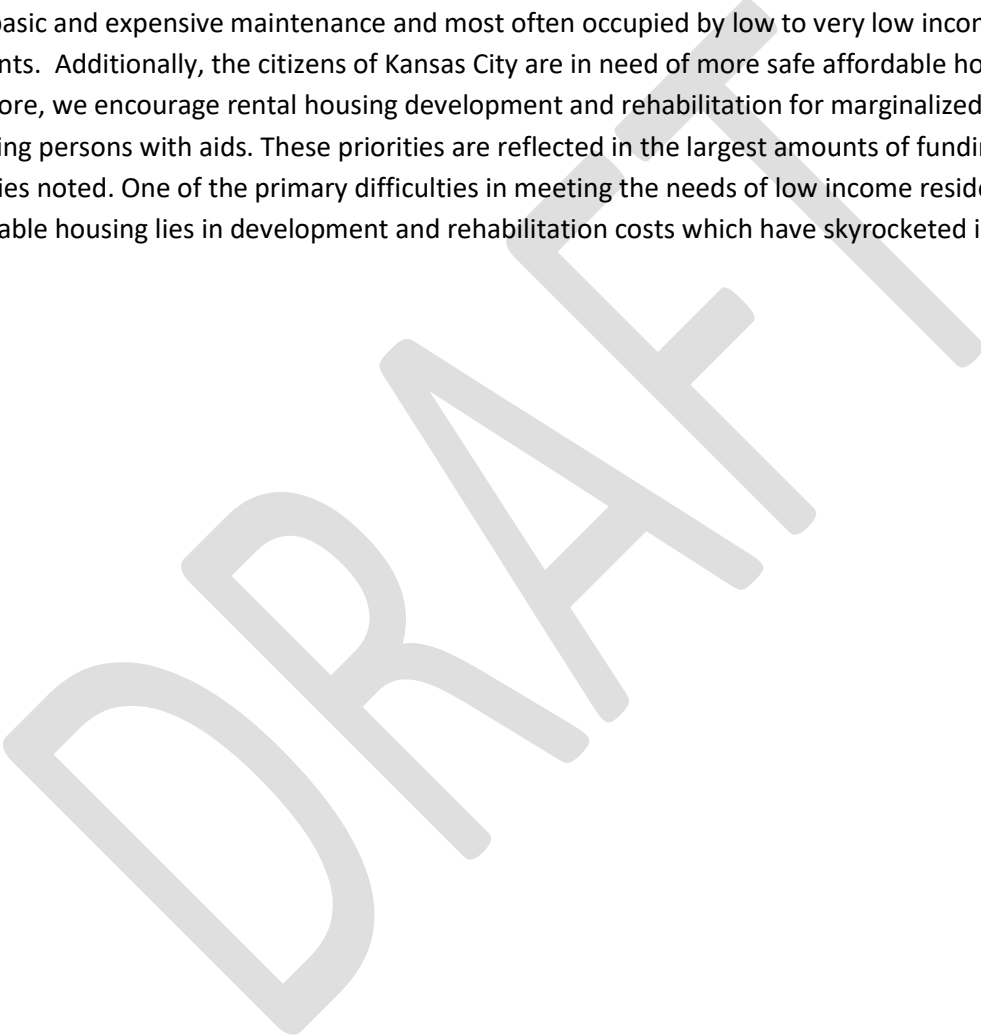 basic and expensive maintenance and most often occupied by low to very low incom
nts. Additionally, the citizens of Kansas City are in need of more safe affordable ho
ore, we encourage rental housing development and rehabilitation for marginalized
ing persons with aids. These priorities are reflected in the largest amounts of fundin
ies noted. One of the primary difficulties in meeting the needs of low income reside
able housing lies in development and rehabilitation costs which have skyrocketed i
DRAFT